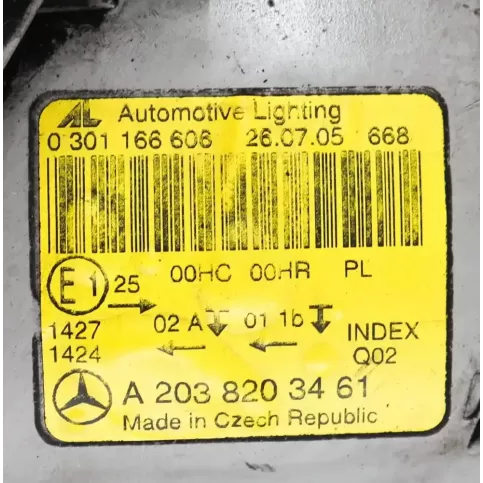 AL Automotive Lighting
0 301 166 606 26.07.05 668
E1 25 00HC 00HR PL
1427 02 A 01 1b INDEX
1424 Q02
A 203 820 34 61
Made in Czech Republic